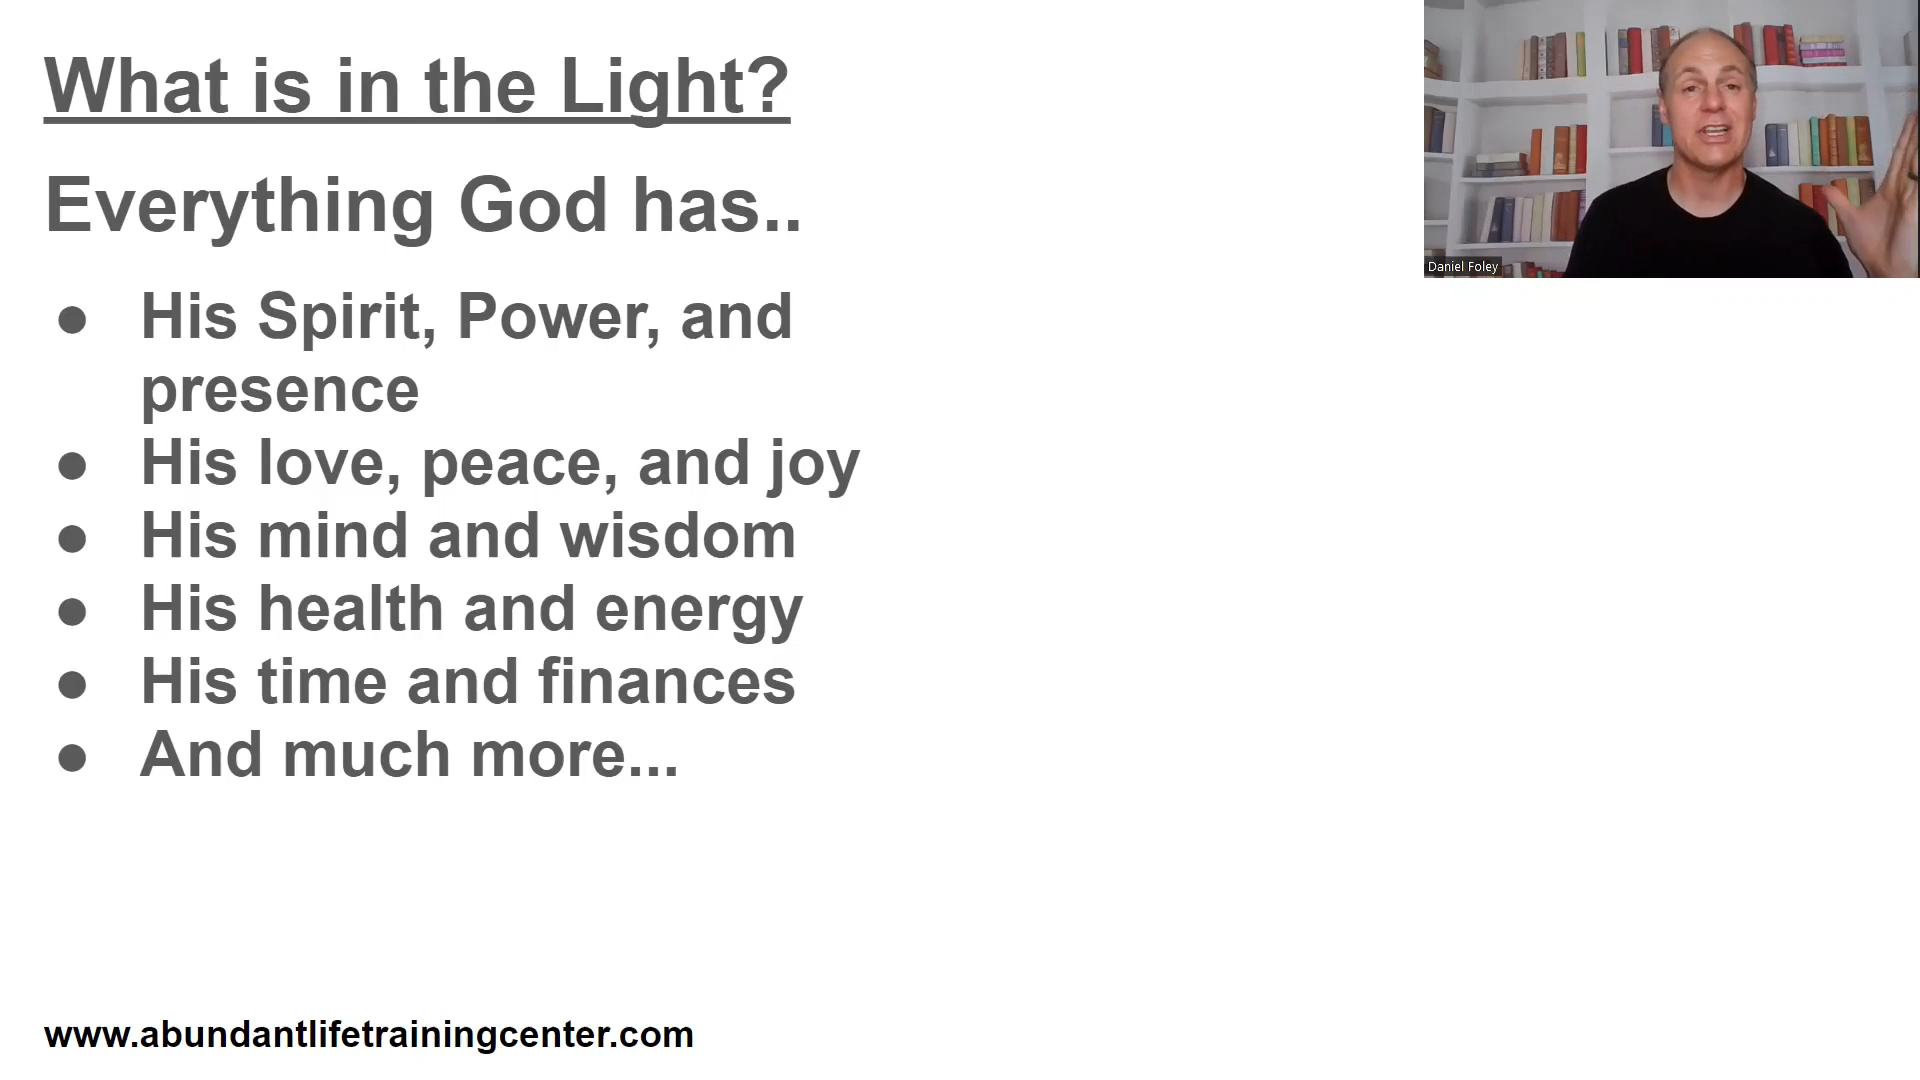 What is in the Light?
Everything God has..
● His Spirit, Power, and
presence
● His love, peace, and joy
● His mind and wisdom
● His health and energy
● His time and finances
● And much more...
www.abundantlifetrainingcenter.com
Daniel Foley